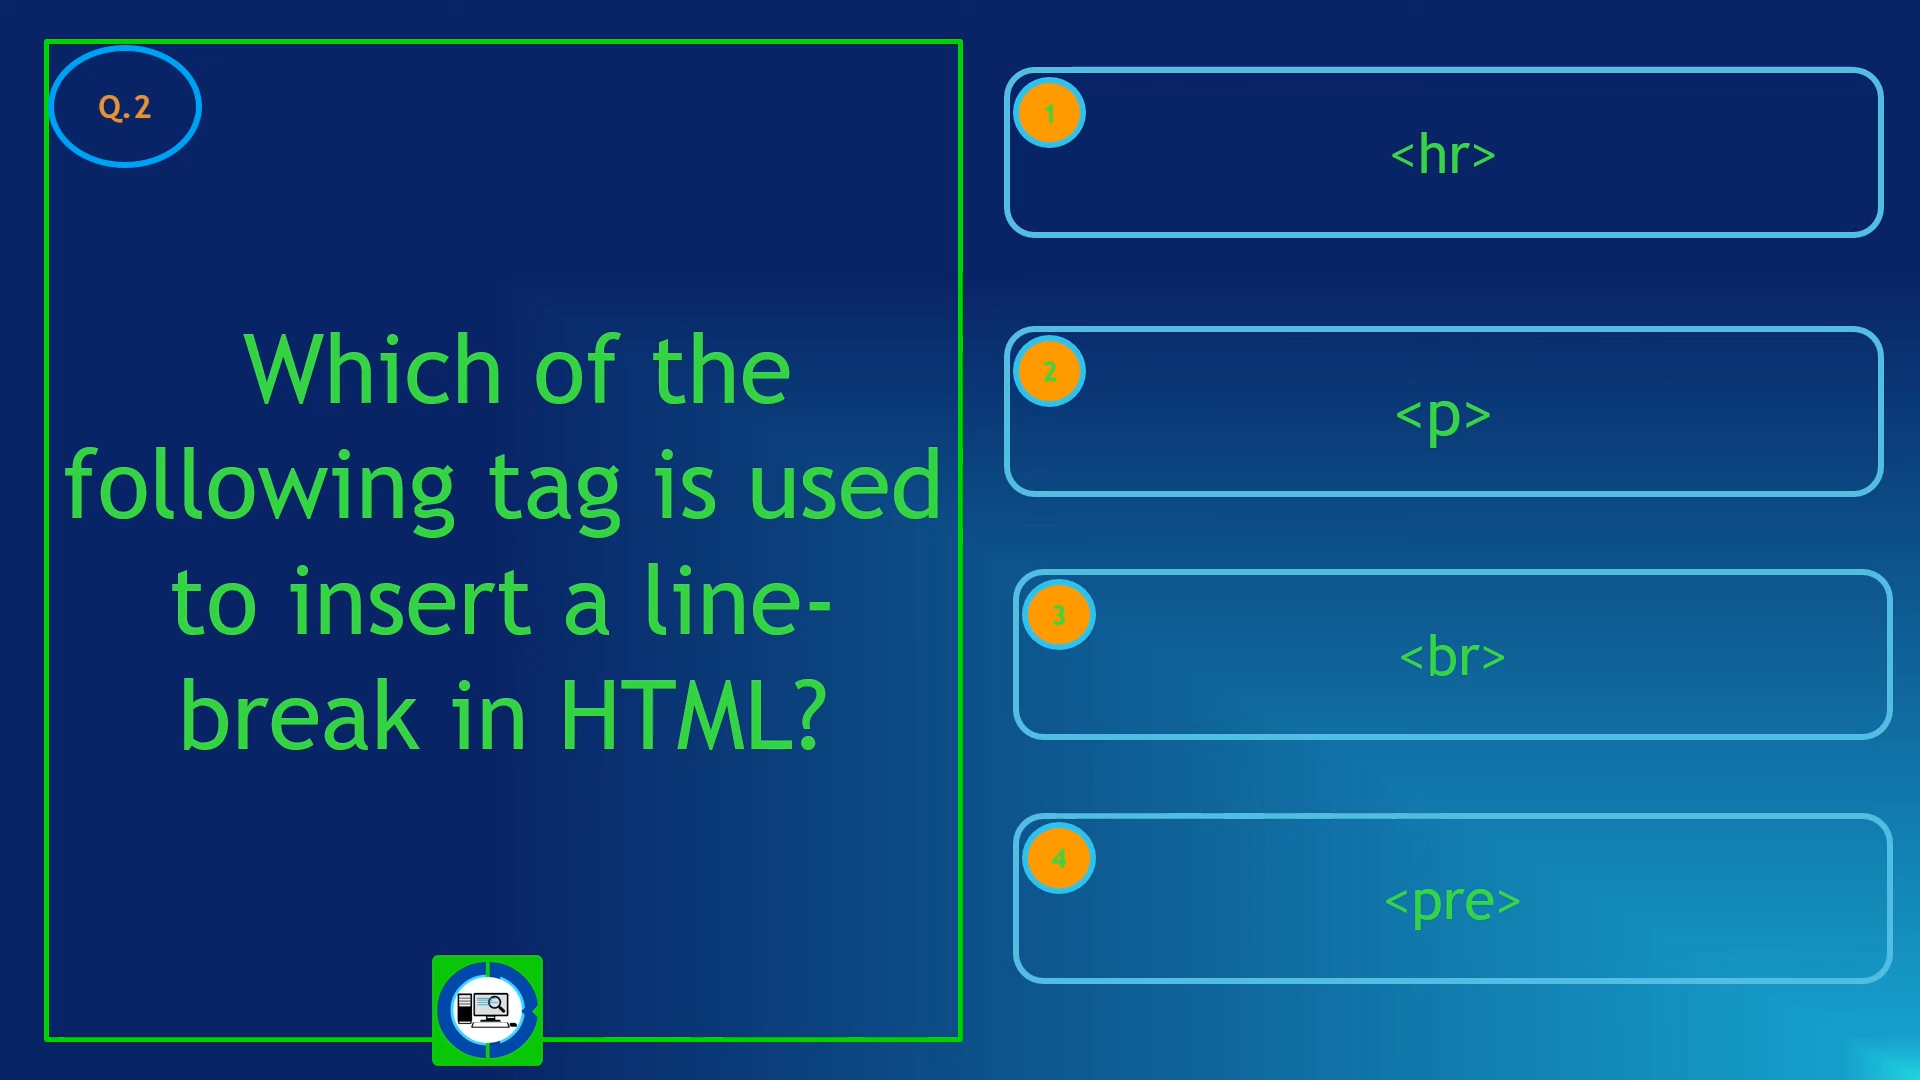 Q.2
Which of the
following tag is used
to insert a line-
break in HTML?
1
<hr>
2
<p>
3
<br>
4
<pre>